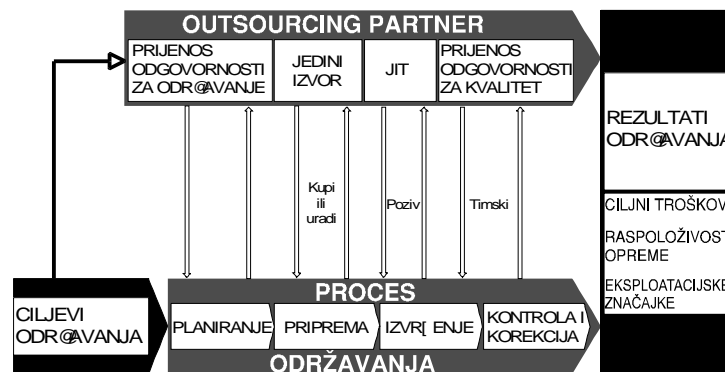 OUTSOURCING PARTNER
PRIJENOS
ODGOVORNOSTI
ZA ODR@AVANJE
JEDINI
IZVOR
JIT
PRIJENOS
ODGOVORNOSTI
ZA KVALITET
REZULTATI
ODR@AVANJA
CILJNI TROŠKOV
RASPOLOŽIVOST
OPREME
EKSPLOATACIJSKE
ZNAČAJKE
Kupi
ili
uradi
Poziv
Timski
CILJEVI
ODR@AVANJA
PROCES
PLANIRANJE
PRIPREMA
IZVR[ ENJE
KONTROLA I
KOREKCIJA
ODRŽAVANJA